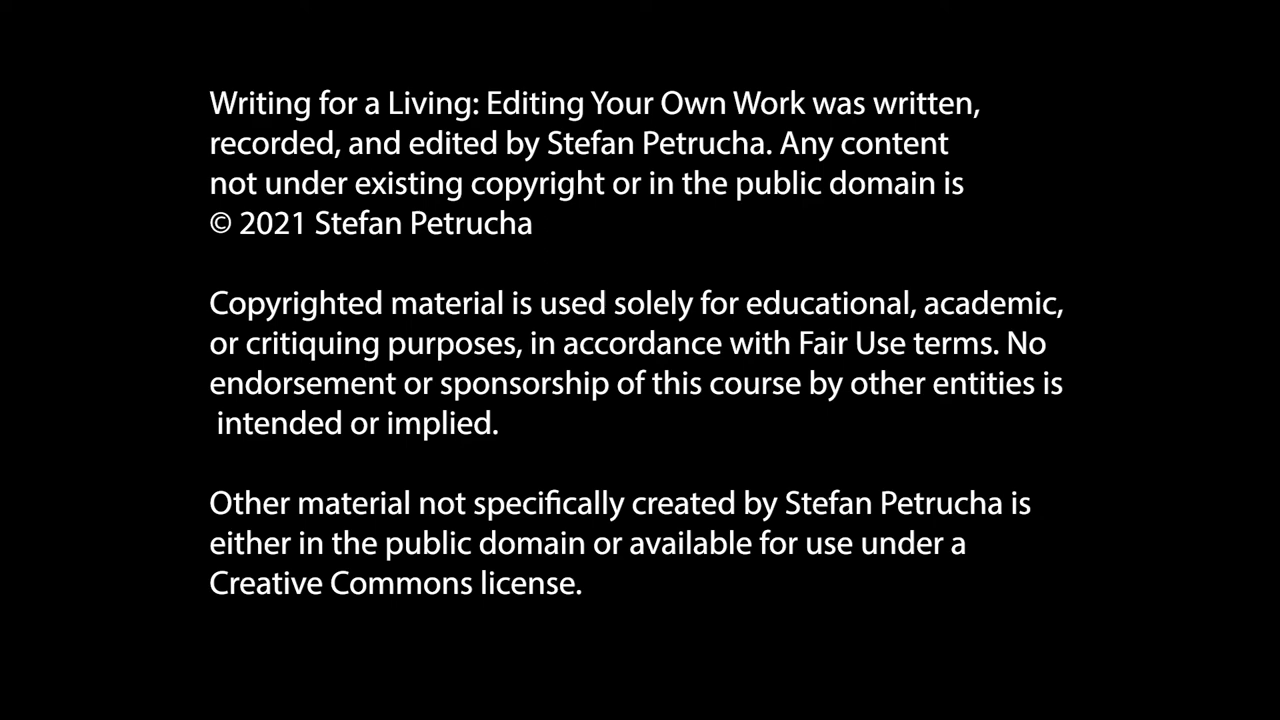 Writing for a Living: Editing Your Own Work was written,
recorded, and edited by Stefan Petrucha. Any content
not under existing copyright or in the public domain is
© 2021 Stefan Petrucha
Copyrighted material is used solely for educational, academic,
or critiquing purposes, in accordance with Fair Use terms. No
endorsement or sponsorship of this course by other entities is
intended or implied.
Other material not specifically created by Stefan Petrucha is
either in the public domain or available for use under a
Creative Commons license.